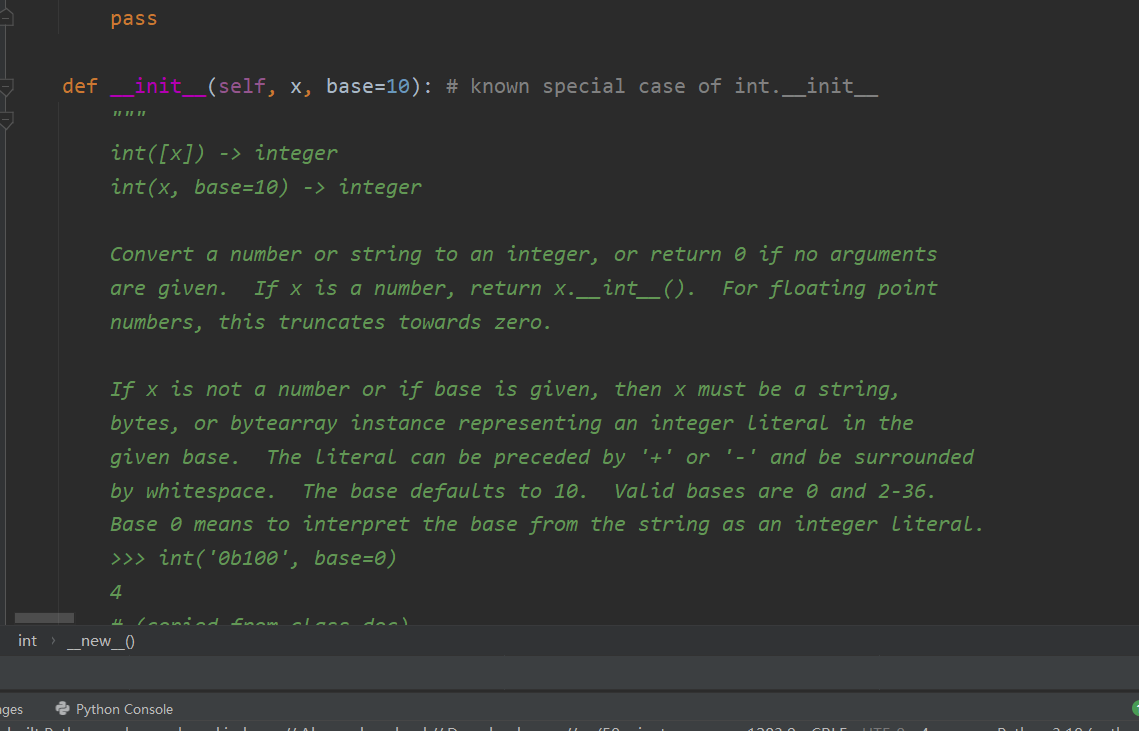 pass
def __init__(self, x, base=10): # known special case of int.__init__
"""
int([x]) -> integer
int(x, base=10) -> integer
Convert a number or string to an integer, or return 0 if no arguments
are given.  If x is a number, return x.__int__().  For floating point
numbers, this truncates towards zero.
If x is not a number or if base is given, then x must be a string,
bytes, or bytearray instance representing an integer literal in the
given base.  The literal can be preceded by '+' or '-' and be surrounded
by whitespace.  The base defaults to 10.  Valid bases are 0 and 2-36.
Base 0 means to interpret the base from the string as an integer literal.
>>> int('0b100', base=0)
4
# (copied from class doc)
int › __new__()
ges Python Console